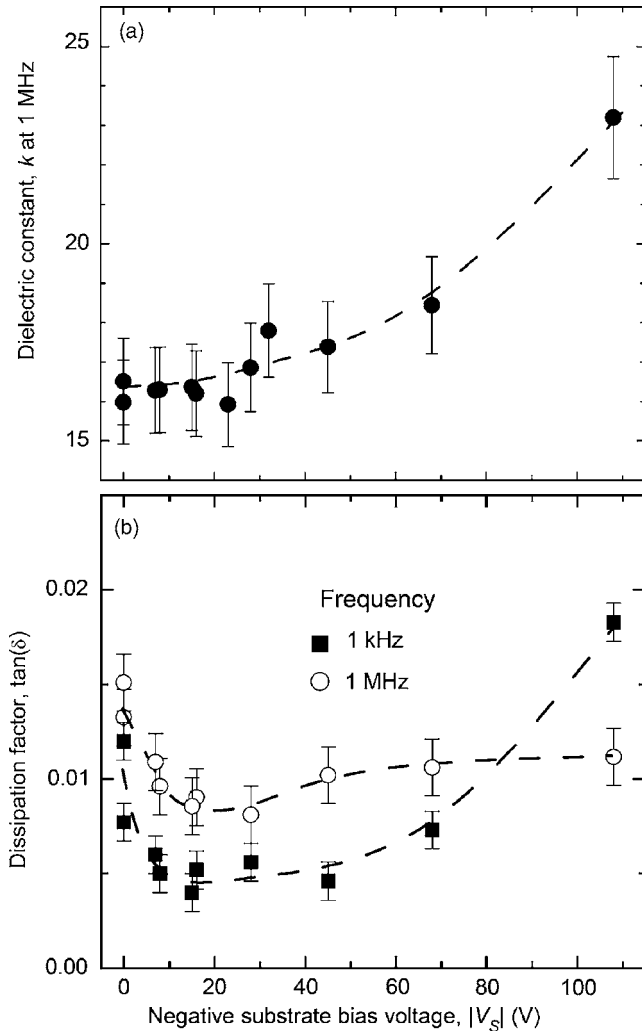 (a)
25
20
15
Dielectric constant, k at 1 MHz
(b)
0.02
0.01
0.00
Dissipation factor, tan(δ)
Frequency
1 kHz
1 MHz
0 20 40 60 80 100
Negative substrate bias voltage, |VS| (V)